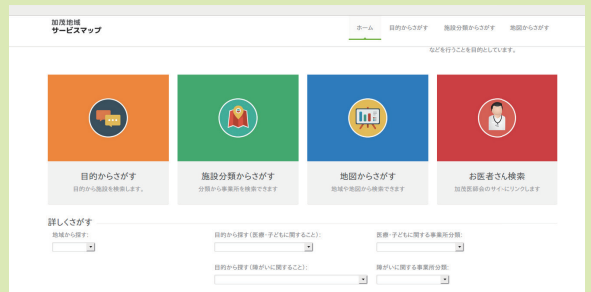 加茂地域
サービスマップ
ホーム 目的からさがす 施設分類からさがす 地図からさがす
などを行うことを目的としています。
目的からさがす 施設分類からさがす 地図からさがす お医者さん検索
目的から施設を検索します。 分類から事業所を検索できます 地域や地図から検索できます 加茂医師会のサイトにリンクします
詳しくさがす
地域から探す: 目的から探す(医療・子どもに関すること): 医療・子どもに関する事業所分類:
目的から探す(障がいに関すること): 障がいに関する事業所分類: